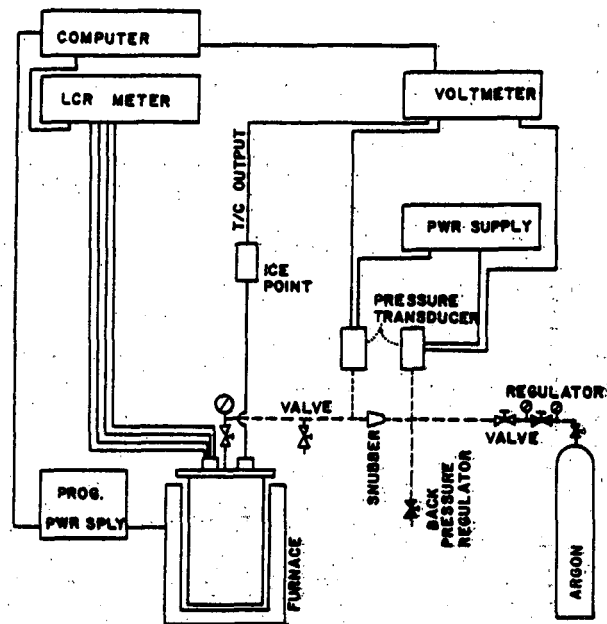 COMPUTER
LCR METER
VOLTMETER
T/C OUTPUT
PWR SUPPLY
ICE
POINT
PRESSURE
TRANSDUCER
REGULATOR
VALVE
VALVE
SNUBBER
BACK
PRESSURE
REGULATOR
PROG.
PWR SPLY
FURNACE
ARGON